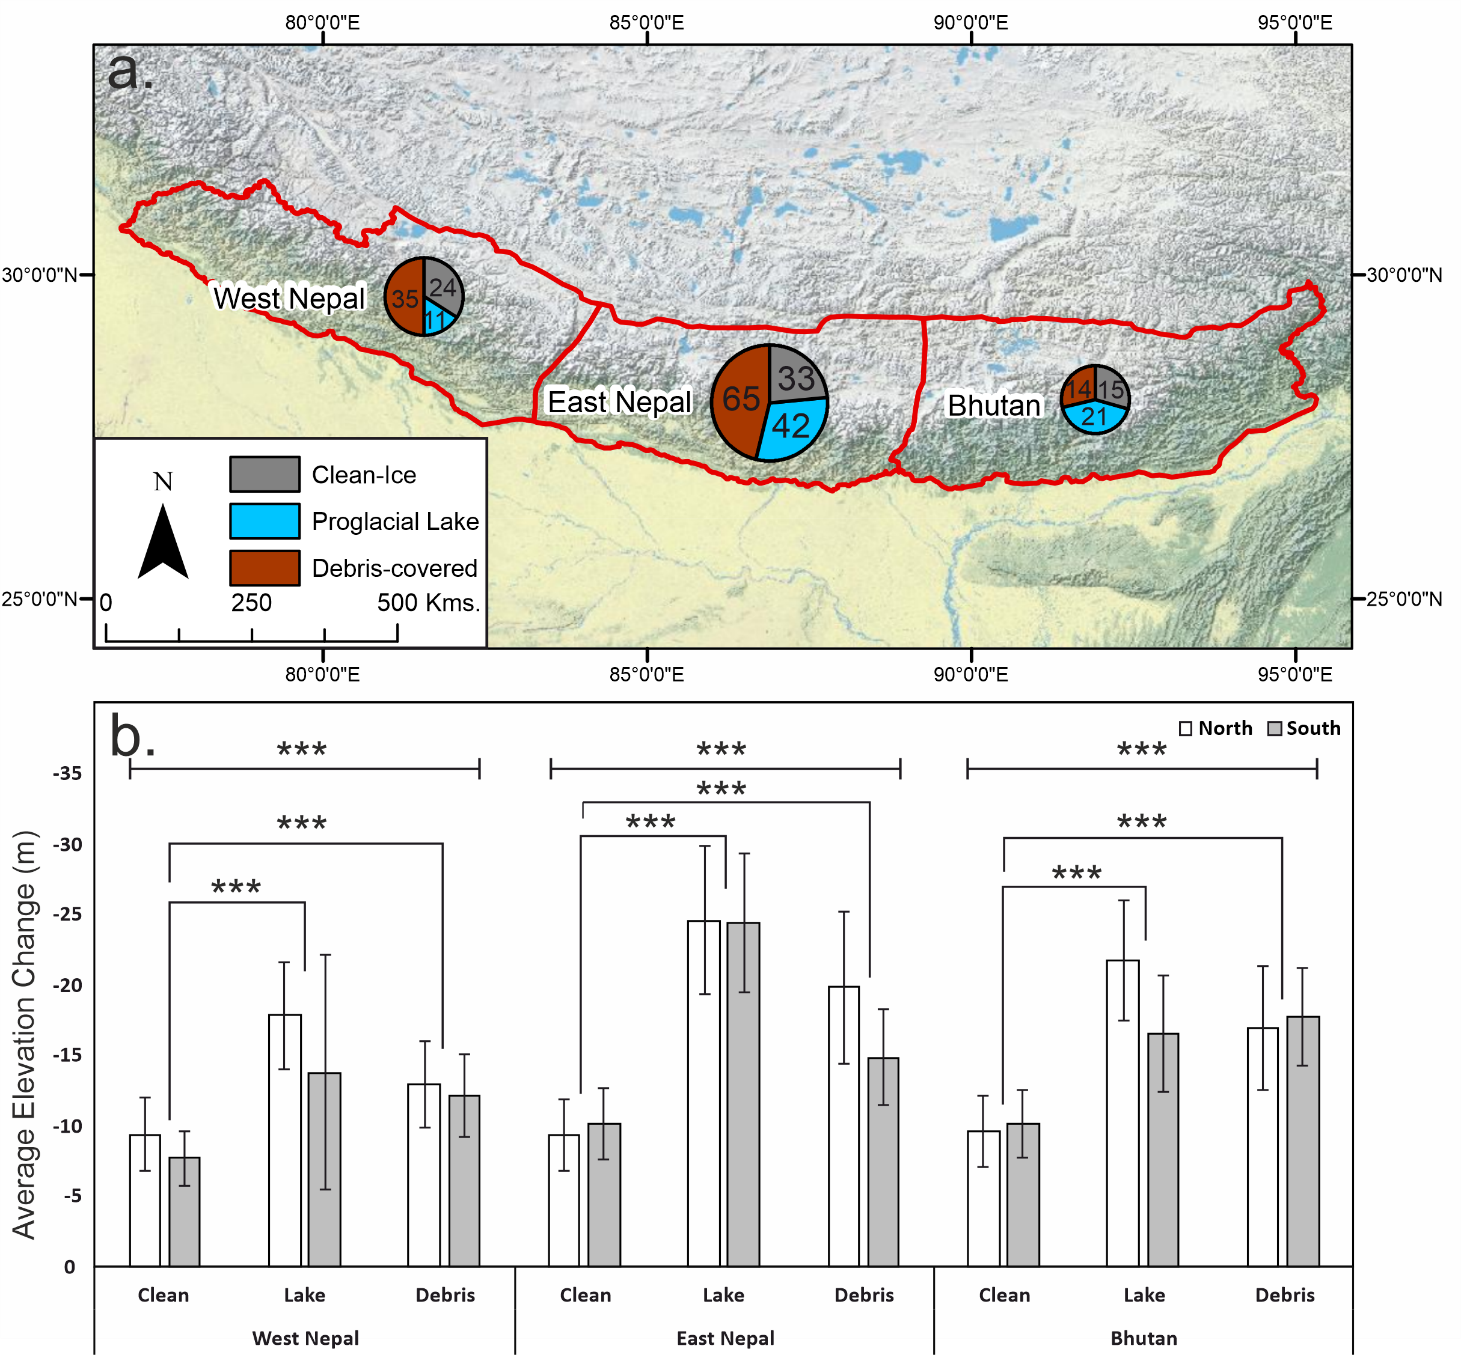 80°0'0"E 85°0'0"E 90°0'0"E 95°0'0"E
a.
30°0'0"N 30°0'0"N
West Nepal 35 24 11
East Nepal 65 33 42
Bhutan 14 15 21
N
Clean-Ice
Proglacial Lake
Debris-covered
25°0'0"N 25°0'0"N
0 250 500 Kms.
80°0'0"E 85°0'0"E 90°0'0"E 95°0'0"E
b.
North South
*** *** ***
***
*** *** ***
*** ***
***
Average Elevation Change (m)
-35
-30
-25
-20
-15
-10
-5
0
Clean Lake Debris Clean Lake Debris Clean Lake Debris
West Nepal East Nepal Bhutan